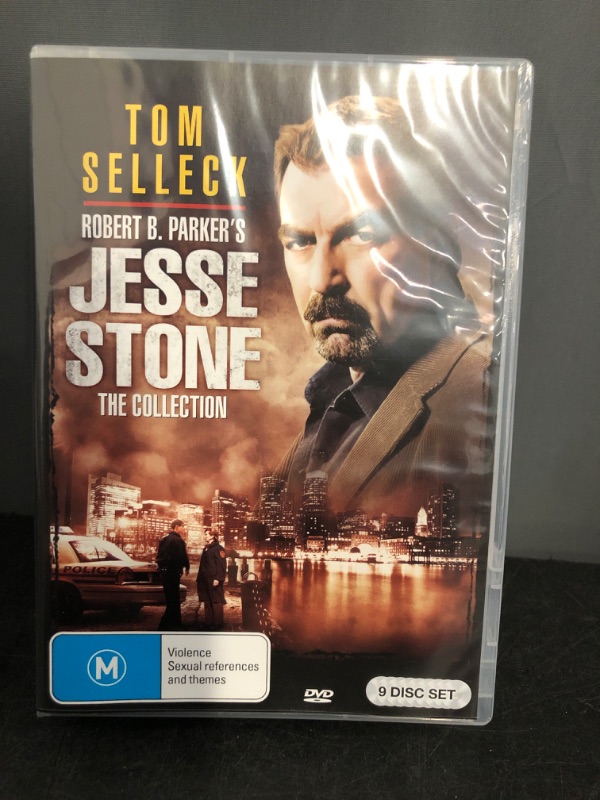 TOM
SELLECK
ROBERT B. PARKER'S
JESSE
STONE
THE COLLECTION
POLICE
M
Violence
Sexual references
and themes
DVD
9 DISC SET